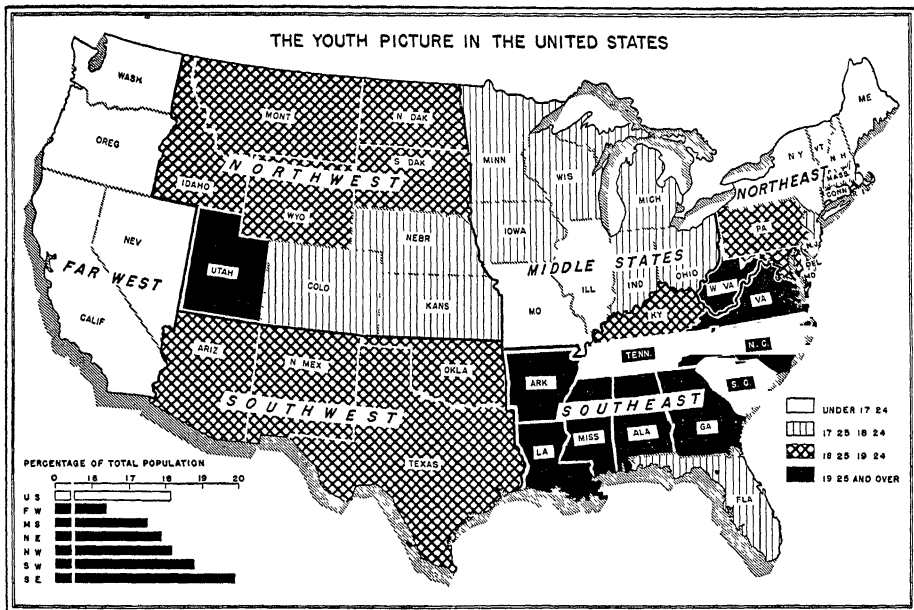 THE YOUTH PICTURE IN THE UNITED STATES
WASH
OREG
NEV
CALIF
FAR WEST
MONT
IDAHO
WYO
N DAK
S DAK
NORTHWEST
UTAH
COLO
NEBR
KANS
ARIZ
N MEX
OKLA
TEXAS
SOUTHWEST
MINN
WIS
MICH
IOWA
MO
ILL
IND
OHIO
MIDDLE STATES
ME
N Y
VT
N H
MASS
CONN
NORTHEAST
PA
N J
DEL
MD
W VA
VA
KY
TENN.
N. C.
S. C.
ARK
LA
MISS
ALA
GA
FLA
SOUTHEAST
UNDER 17 24
17 25 18 24
18 25 19 24
19 25 AND OVER
PERCENTAGE OF TOTAL POPULATION
0 16 17 18 19 20
U S
F W
M S
N E
N W
S W
S E